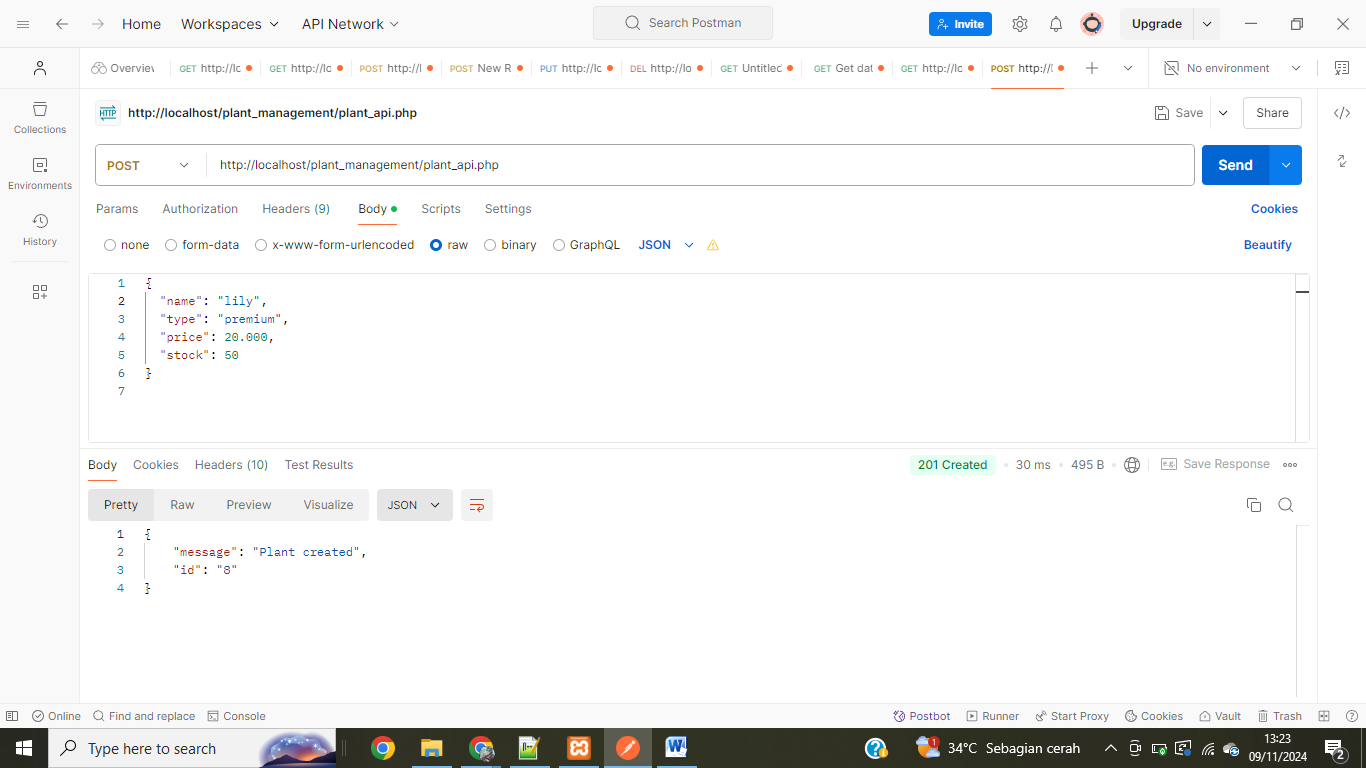 Home Workspaces API Network Search Postman Invite Upgrade
Overview GET http://lo GET http://lo POST http://l POST New R PUT http://lo DEL http://lo GET Untitled GET Get dat GET http://lo POST http://l No environment
HTTP http://localhost/plant_management/plant_api.php Save Share
Collections
POST http://localhost/plant_management/plant_api.php Send
Environments
Params Authorization Headers (9) Body Scripts Settings Cookies
History
none form-data x-www-form-urlencoded raw binary GraphQL JSON Beautify
1 {
2 "name": "lily",
3 "type": "premium",
4 "price": 20.000,
5 "stock": 50
6 }
7
Body Cookies Headers (10) Test Results 201 Created 30 ms 495 B e.g. Save Response
Pretty Raw Preview Visualize JSON
1 {
2 "message": "Plant created",
3 "id": "8"
4 }
Online Find and replace Console Postbot Runner Start Proxy Cookies Vault Trash
Type here to search 34°C Sebagian cerah 13:23
09/11/2024 2